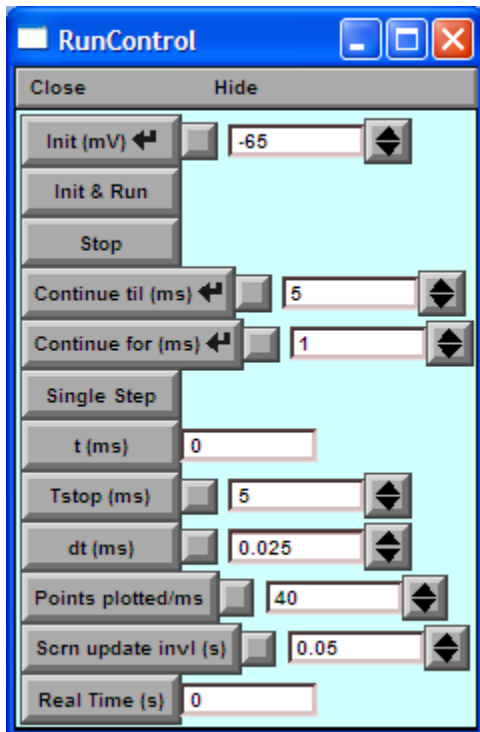 RunControl
Close Hide
Init (mV) -65
Init & Run
Stop
Continue til (ms) 5
Continue for (ms) 1
Single Step
t (ms) 0
Tstop (ms) 5
dt (ms) 0.025
Points plotted/ms 40
Scrn update invl (s) 0.05
Real Time (s) 0